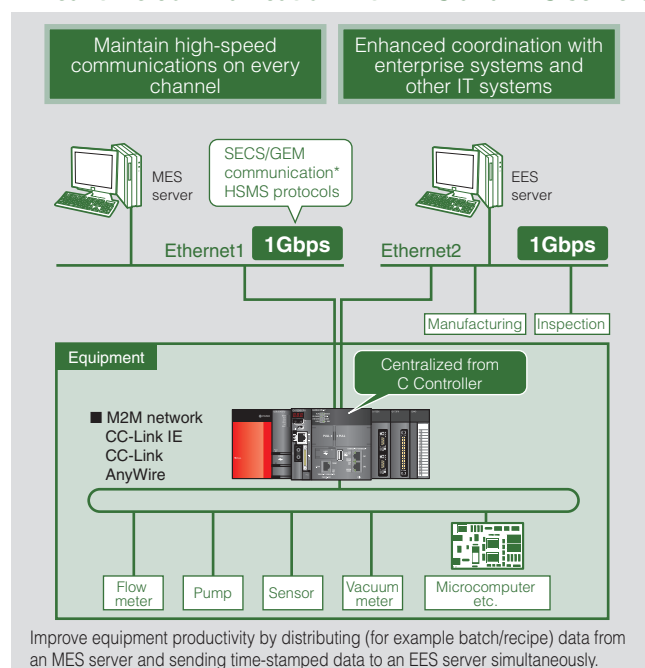 Maintain high-speed
communications on every
channel
Enhanced coordination with
enterprise systems and
other IT systems
MES
server
SECS/GEM
communication*
HSMS protocols
EES
server
Ethernet1
1Gbps
Ethernet2
1Gbps
Manufacturing
Inspection
Equipment
Centralized from
C Controller
■ M2M network
CC-Link IE
CC-Link
AnyWire
Flow
meter
Pump
Sensor
Vacuum
meter
Microcomputer
etc.
Improve equipment productivity by distributing (for example batch/recipe) data from
an MES server and sending time-stamped data to an EES server simultaneously.